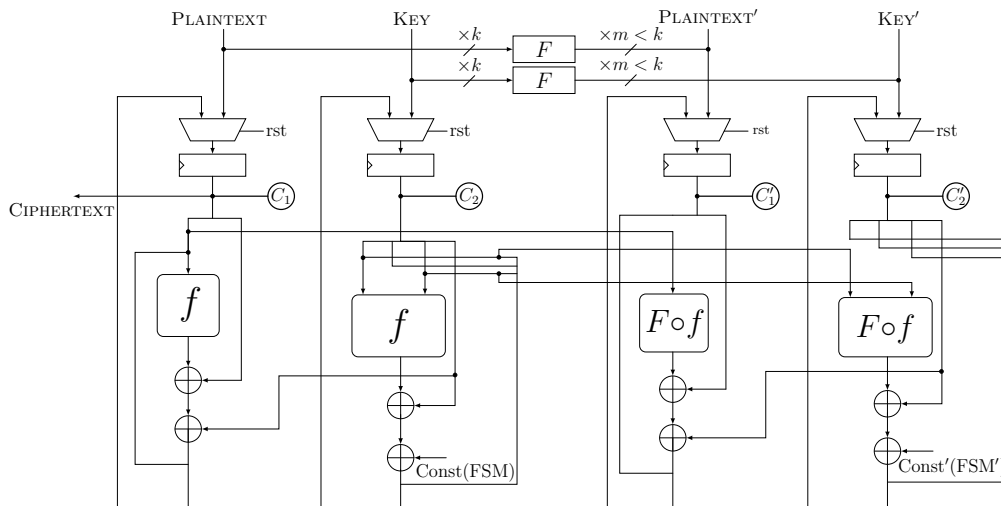 PLAINTEXT KEY PLAINTEXT′ KEY′
×k F ×m < k
×k F ×m < k
rst rst rst rst
C₁ C₂ C′₁ C′₂
CIPHERTEXT
f f F∘f F∘f
Const(FSM) Const′(FSM′)